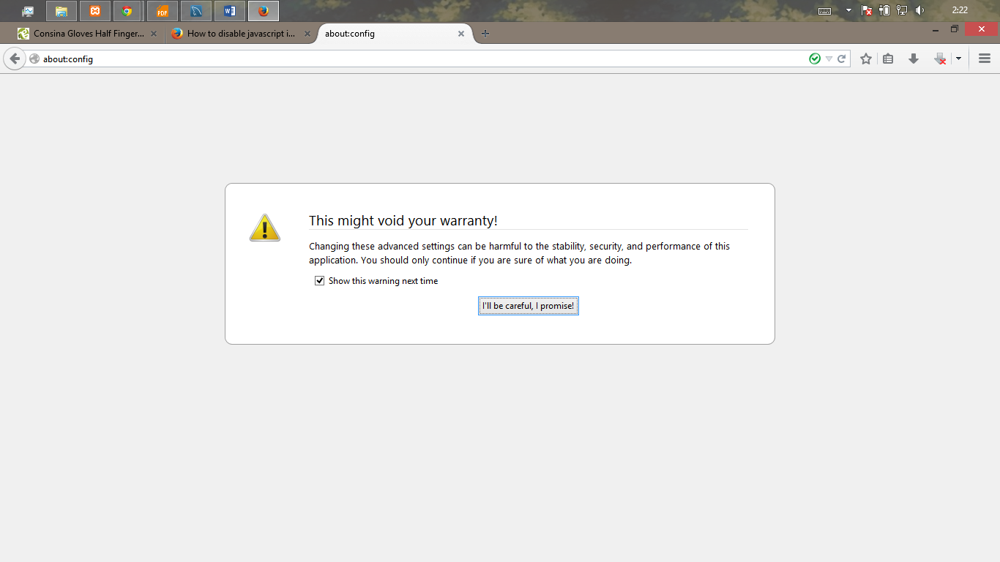 PDF
2:22
Consina Gloves Half Finger...
How to disable javascript i...
about:config
about:config
This might void your warranty!
Changing these advanced settings can be harmful to the stability, security, and performance of this
application. You should only continue if you are sure of what you are doing.
Show this warning next time
I'll be careful, I promise!